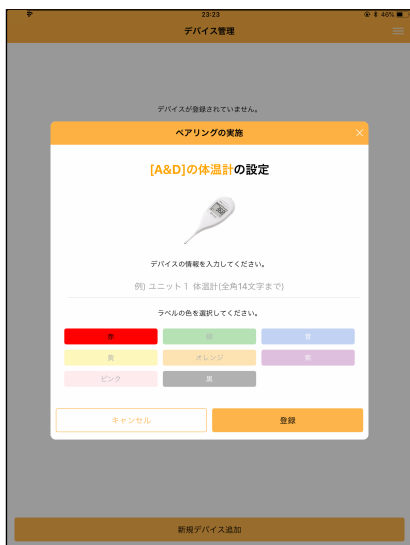 23:23
46%
デバイス管理
デバイスが登録されていません。
ペアリングの実施
[A&D]の体温計の設定
デバイスの情報を入力してください。
例) ユニット1 体温計(全角14文字まで)
ラベルの色を選択してください。
赤 緑 青
黄 オレンジ 紫
ピンク 黒
キャンセル 登録
新規デバイス追加